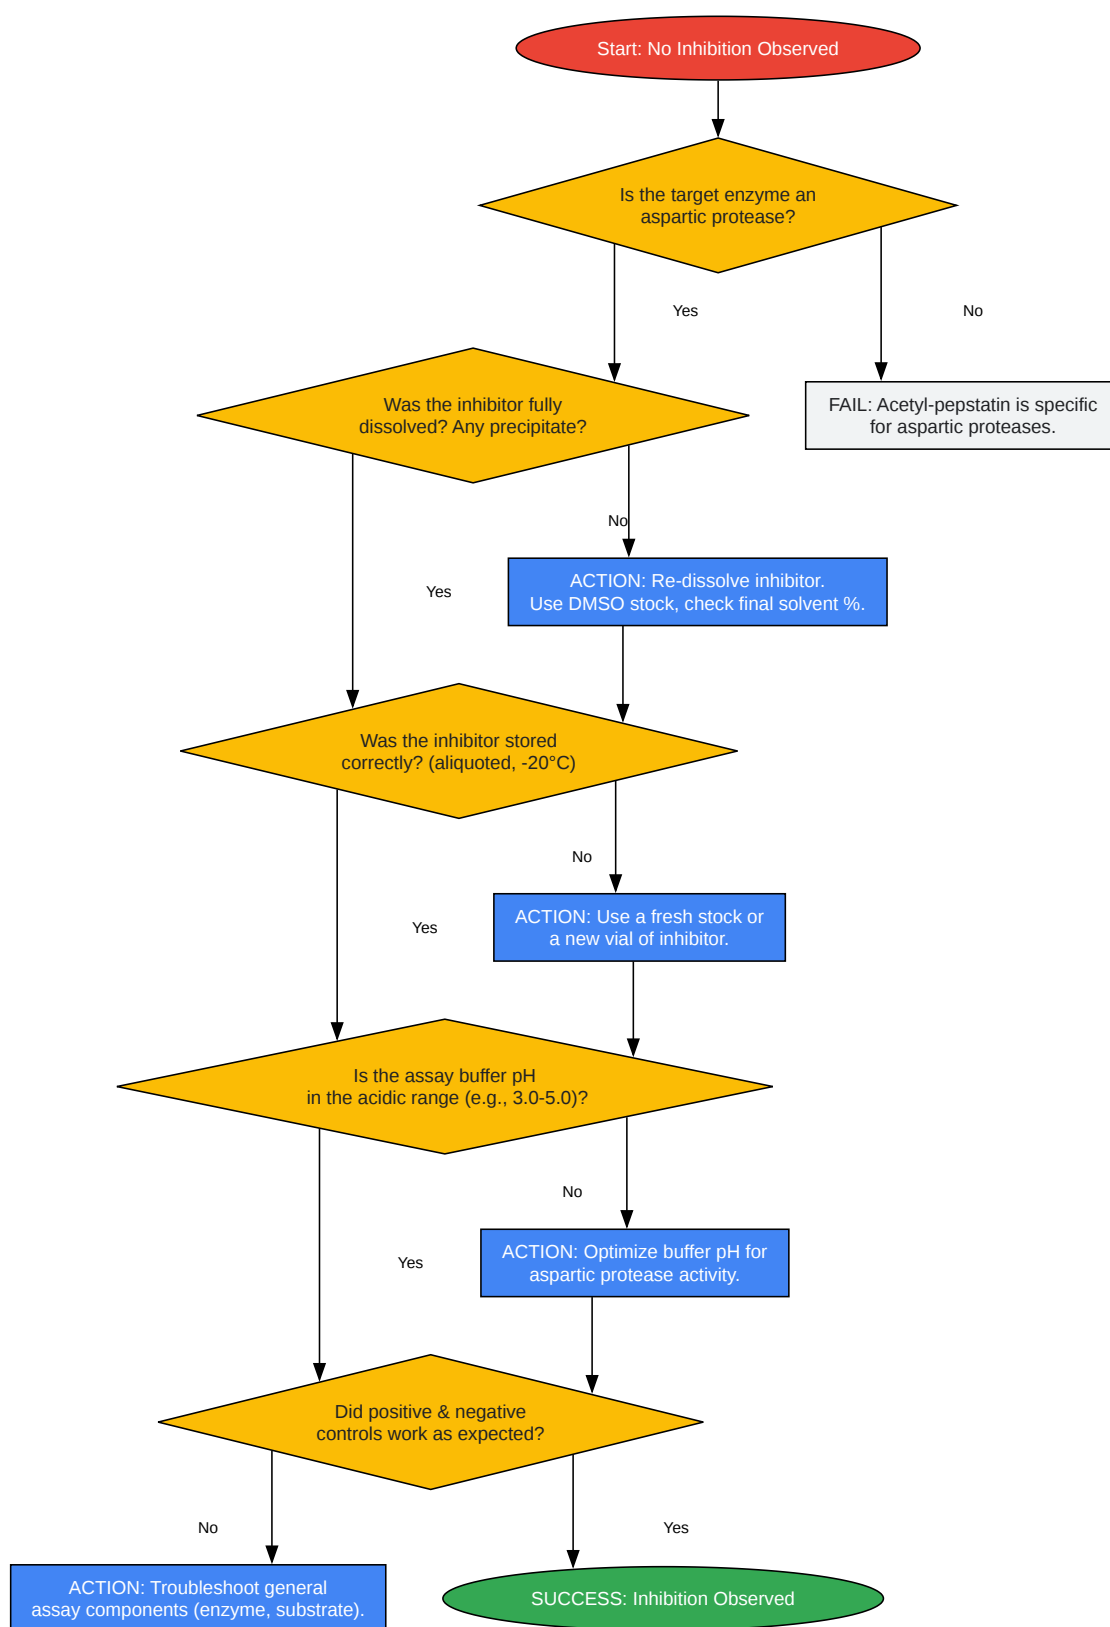 Start: No Inhibition Observed
Is the target enzyme an
aspartic protease?
Yes
No
Was the inhibitor fully
dissolved? Any precipitate?
FAIL: Acetyl-pepstatin is specific
for aspartic proteases.
No
Yes
ACTION: Re-dissolve inhibitor.
Use DMSO stock, check final solvent %.
Was the inhibitor stored
correctly? (aliquoted, -20°C)
No
Yes
ACTION: Use a fresh stock or
a new vial of inhibitor.
Is the assay buffer pH
in the acidic range (e.g., 3.0-5.0)?
No
Yes
ACTION: Optimize buffer pH for
aspartic protease activity.
Did positive & negative
controls work as expected?
No
Yes
ACTION: Troubleshoot general
assay components (enzyme, substrate).
SUCCESS: Inhibition Observed